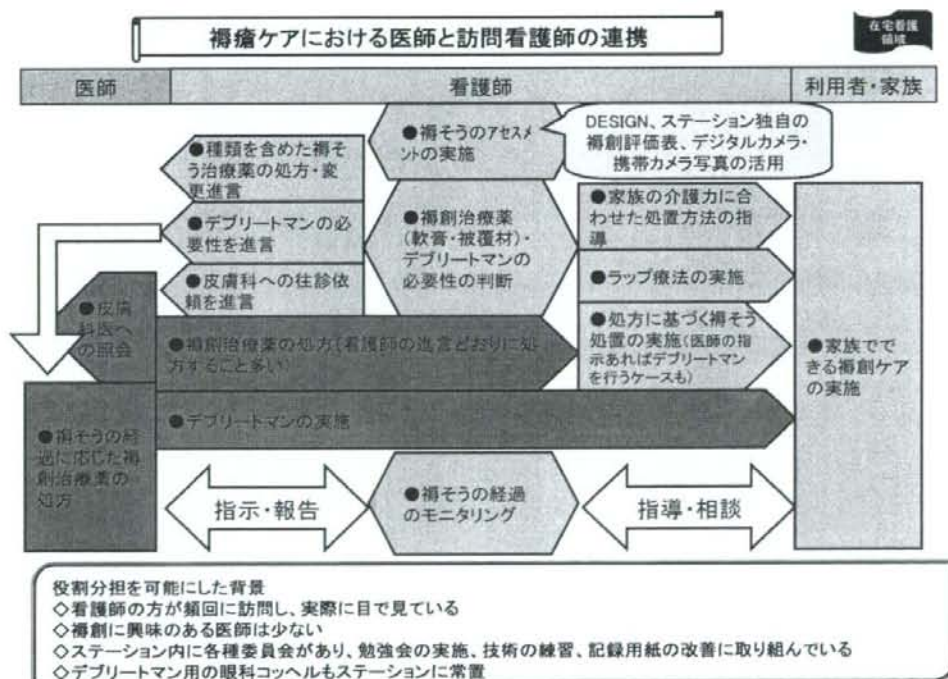 褥瘡ケアにおける医師と訪問看護師の連携
在宅看護
領域
医師
看護師
利用者・家族
●褥そうのアセスメ
ントの実施
DESIGN、ステーション独自の
褥創評価表、デジタルカメラ・
携帯カメラ写真の活用
●種類を含めた褥そ
う治療薬の処方・変
更進言
●デブリートマンの必
要性を進言
●皮膚科への往診依
頼を進言
●褥創治療薬
(軟膏・被覆材)・
デブリートマンの
必要性の判断
●家族の介護力に合
わせた処置方法の指
導
●ラップ療法の実施
●処方に基づく褥そう
処置の実施(医師の指
示あればデブリートマン
を行うケースも)
●皮膚
科医へ
の照会
●褥創治療薬の処方(看護師の進言どおりに処
方すること多い)
●家族でで
きる褥創ケア
の実施
●デブリートマンの実施
●褥そうの経
過に応じた褥
創治療薬の
処方
指示・報告
●褥そうの経過
のモニタリング
指導・相談
役割分担を可能にした背景
◇看護師の方が頻回に訪問し、実際に目で見ている
◇褥創に興味のある医師は少ない
◇ステーション内に各種委員会があり、勉強会の実施、技術の練習、記録用紙の改善に取り組んでいる
◇デブリートマン用の眼科コッヘルもステーションに常置